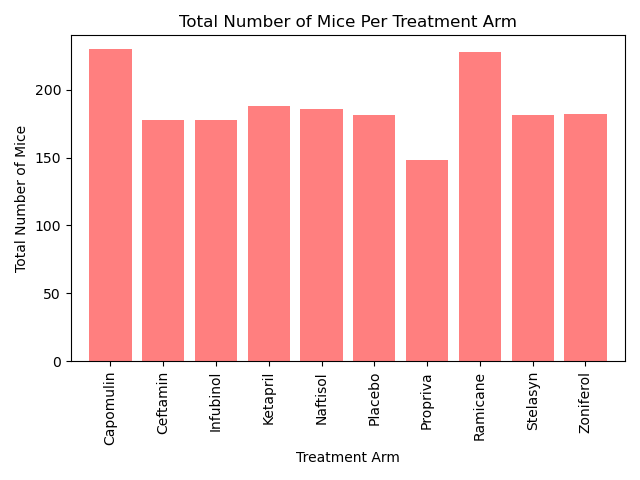 Total Number of Mice Per Treatment Arm
Total Number of Mice
200
150
100
50
0
Capomulin
Ceftamin
Infubinol
Ketapril
Naftisol
Placebo
Propriva
Ramicane
Stelasyn
Zoniferol
Treatment Arm